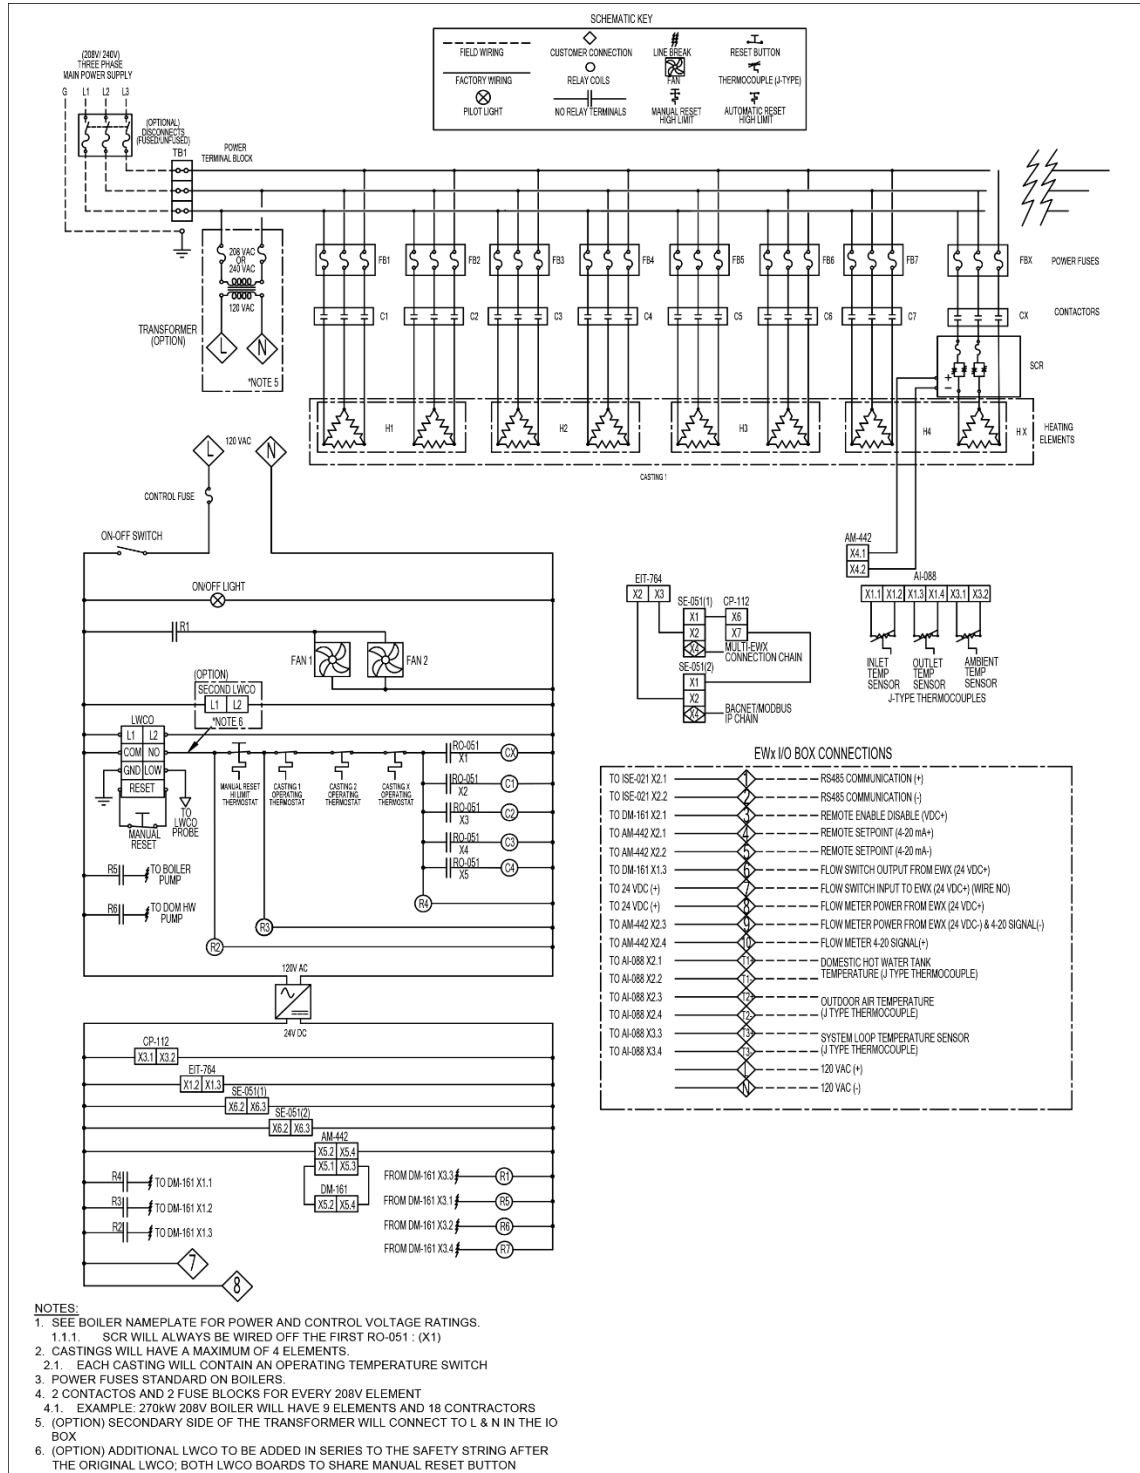 SCHEMATIC KEY
FIELD WIRING
CUSTOMER CONNECTION
LINE BREAK
RESET BUTTON
FACTORY WIRING
RELAY COILS
FAN
THERMOCOUPLE (J-TYPE)
PILOT LIGHT
NO RELAY TERMINALS
MANUAL RESET
HIGH LIMIT
AUTOMATIC RESET
HIGH LIMIT
(208V/ 240V)
THREE PHASE
MAIN POWER SUPPLY
G L1 L2 L3
(OPTIONAL)
DISCONNECTS
(FUSED/UNFUSED)
TB1
POWER
TERMINAL BLOCK
208 VAC
OR
240 VAC
120 VAC
TRANSFORMER
(OPTION)
L N
*NOTE 5
FB1 FB2 FB3 FB4 FB5 FB6 FB7 FBX POWER FUSES
C1 C2 C3 C4 C5 C6 C7 CX CONTACTORS
SCR
+
−
H1 H2 H3 H4 H X HEATING
ELEMENTS
CASTING 1
L 120 VAC N
CONTROL FUSE
ON-OFF SWITCH
ON/OFF LIGHT
R1
FAN 1 FAN 2
(OPTION)
SECOND LWCO
L1 L2
*NOTE 6
LWCO
L1 L2
COM NO
GND LOW
RESET
MANUAL
RESET
TO
LWCO
PROBE
MANUAL RESET
HI LIMIT
THERMOSTAT
CASTING 1
OPERATING
THERMOSTAT
CASTING 2
OPERATING
THERMOSTAT
CASTING X
OPERATING
THERMOSTAT
RO-051
X1
CX
RO-051
X2
C1
RO-051
X3
C2
RO-051
X4
C3
RO-051
X5
C4
R5 TO BOILER
PUMP
R6 TO DOM HW
PUMP
R4
R3
R2
120V AC
24V DC
CP-112
X3.1 X3.2
EIT-764
X1.2 X1.3
SE-051(1)
X6.2 X6.3
SE-051(2)
X6.2 X6.3
AM-442
X5.2 X5.4
X5.1 X5.3
DM-161
X5.2 X5.4
R4 TO DM-161 X1.1
R3 TO DM-161 X1.2
R2 TO DM-161 X1.3
FROM DM-161 X3.3 R1
FROM DM-161 X3.1 R5
FROM DM-161 X3.2 R6
FROM DM-161 X3.4 R7
7
8
AM-442
X4.1
X4.2
AI-088
X1.1 X1.2 X1.3 X1.4 X3.1 X3.2
INLET
TEMP
SENSOR
OUTLET
TEMP
SENSOR
AMBIENT
TEMP
SENSOR
J-TYPE THERMOCOUPLES
EIT-764
X2 X3
SE-051(1)
X1
X2
X4
CP-112
X6
X7
MULTI-EWX
CONNECTION CHAIN
SE-051(2)
X1
X2
X4
BACNET/MODBUS
IP CHAIN
EWx I/O BOX CONNECTIONS
TO ISE-021 X2.1 1 RS485 COMMUNICATION (+)
TO ISE-021 X2.2 2 RS485 COMMUNICATION (-)
TO DM-161 X2.1 3 REMOTE ENABLE DISABLE (VDC+)
TO AM-442 X2.1 4 REMOTE SETPOINT (4-20 mA+)
TO AM-442 X2.2 5 REMOTE SETPOINT (4-20 mA-)
TO DM-161 X1.3 6 FLOW SWITCH OUTPUT FROM EWX (24 VDC+)
TO 24 VDC (+) 7 FLOW SWITCH INPUT TO EWX (24 VDC+) (WIRE NO)
TO 24 VDC (+) 8 FLOW METER POWER FROM EWX (24 VDC+)
TO AM-442 X2.3 9 FLOW METER POWER FROM EWX (24 VDC-) & 4-20 SIGNAL(-)
TO AM-442 X2.4 10 FLOW METER 4-20 SIGNAL(+)
TO AI-088 X2.1 T1+ DOMESTIC HOT WATER TANK
TEMPERATURE (J TYPE THERMOCOUPLE)
TO AI-088 X2.2 T1-
TO AI-088 X2.3 T2+ OUTDOOR AIR TEMPERATURE
(J TYPE THERMOCOUPLE)
TO AI-088 X2.4 T2-
TO AI-088 X3.3 T3+ SYSTEM LOOP TEMPERATURE SENSOR
(J TYPE THERMOCOUPLE)
TO AI-088 X3.4 T3-
L 120 VAC (+)
N 120 VAC (-)
NOTES:
1. SEE BOILER NAMEPLATE FOR POWER AND CONTROL VOLTAGE RATINGS.
1.1.1. SCR WILL ALWAYS BE WIRED OFF THE FIRST RO-051 : (X1)
2. CASTINGS WILL HAVE A MAXIMUM OF 4 ELEMENTS.
2.1. EACH CASTING WILL CONTAIN AN OPERATING TEMPERATURE SWITCH
3. POWER FUSES STANDARD ON BOILERS.
4. 2 CONTACTOS AND 2 FUSE BLOCKS FOR EVERY 208V ELEMENT
4.1. EXAMPLE: 270kW 208V BOILER WILL HAVE 9 ELEMENTS AND 18 CONTRACTORS
5. (OPTION) SECONDARY SIDE OF THE TRANSFORMER WILL CONNECT TO L & N IN THE IO
BOX
6. (OPTION) ADDITIONAL LWCO TO BE ADDED IN SERIES TO THE SAFETY STRING AFTER
THE ORIGINAL LWCO; BOTH LWCO BOARDS TO SHARE MANUAL RESET BUTTON